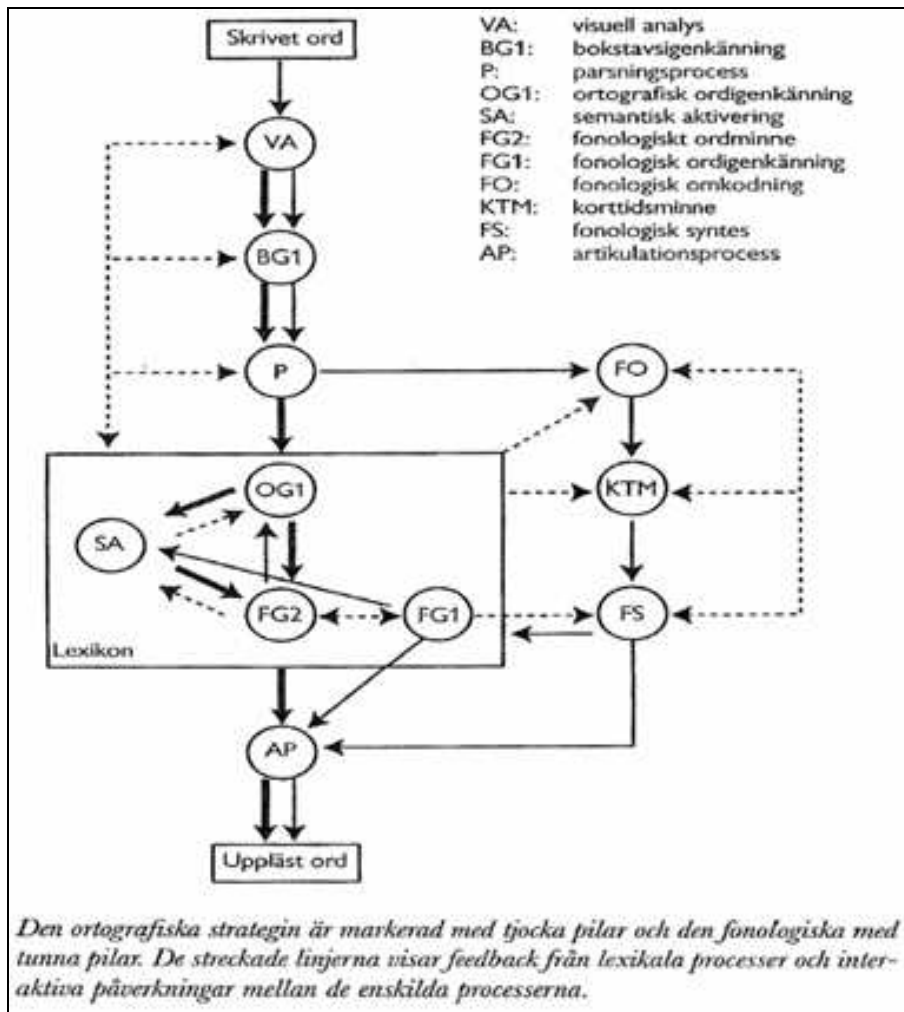 Skrivet ord
VA: visuell analys
BG1: bokstavsigenkänning
P: parsningsprocess
OG1: ortografisk ordigenkänning
SA: semantisk aktivering
FG2: fonologiskt ordminne
FG1: fonologisk ordigenkänning
FO: fonologisk omkodning
KTM: korttidsminne
FS: fonologisk syntes
AP: artikulationsprocess
VA
BG1
P
FO
OG1
KTM
SA
FG2
FG1
FS
Lexikon
AP
Uppläst ord
Den ortografiska strategin är markerad med tjocka pilar och den fonologiska med
tunna pilar. De streckade linjerna visar feedback från lexikala processer och inter-
aktiva påverkningar mellan de enskilda processerna.